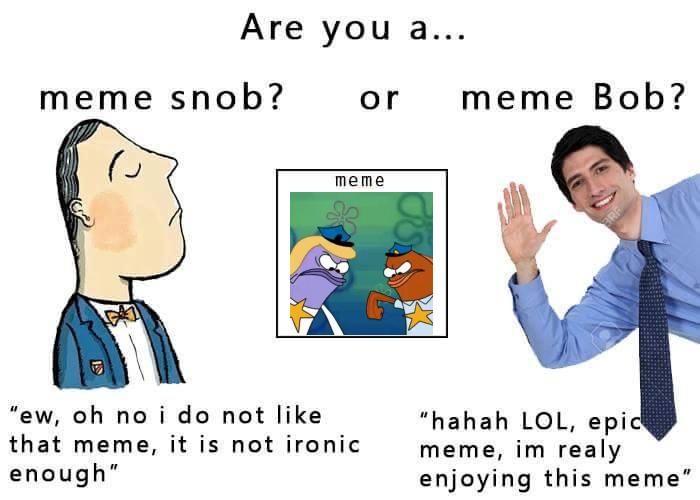 Are you a...
meme snob? or meme Bob?
meme
"ew, oh no i do not like
that meme, it is not ironic
enough"
"hahah LOL, epic
meme, im realy
enjoying this meme"